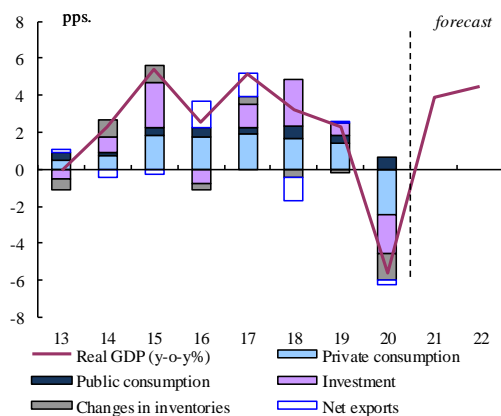 pps.
forecast
8
6
4
2
0
-2
-4
-6
-8
13 14 15 16 17 18 19 20 21 22
Real GDP (y-o-y%) Private consumption
Public consumption Investment
Changes in inventories Net exports